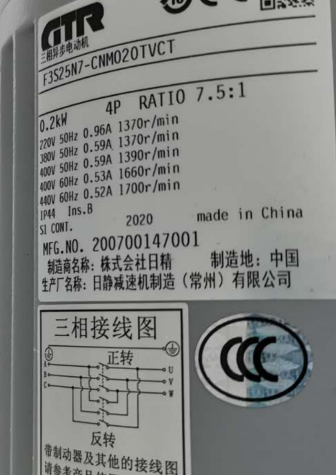 GTR
三相异步电动机
F3S25N7-CNM020TVCT
0.2kW 4P RATIO 7.5:1
220V 50Hz 0.96A 1370r/min
380V 50Hz 0.59A 1370r/min
400V 50Hz 0.59A 1390r/min
400V 60Hz 0.53A 1660r/min
440V 60Hz 0.52A 1700r/min
IP44 Ins.B
S1 CONT. 2020 made in China
MFG.NO. 200700147001
制造商名称: 株式会社日精 制造地: 中国
生产厂名称: 日静减速机制造（常州）有限公司
三相接线图
正转
A
B
C
U
V
W
反转
带制动器及其他的接线图
请参考产品
CCC